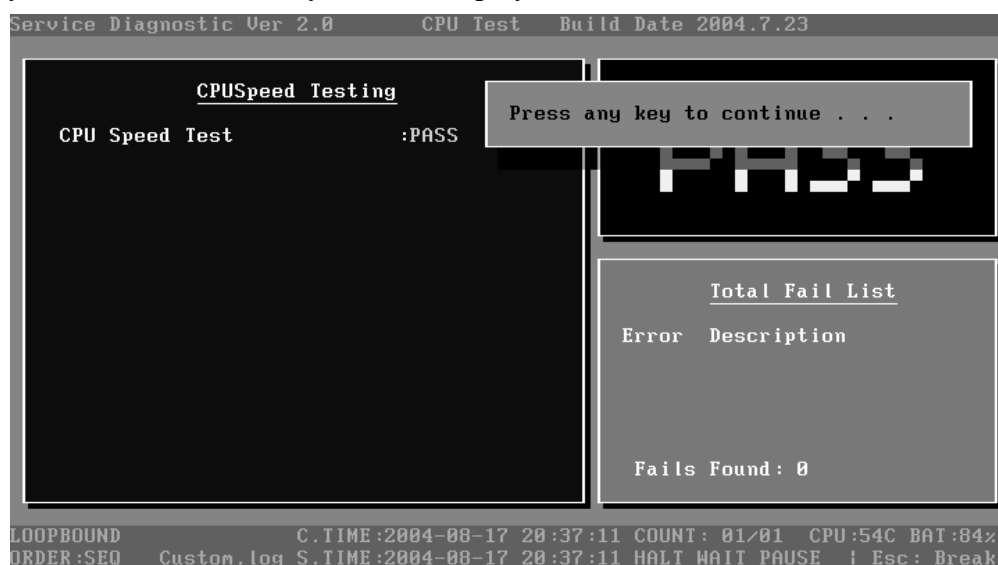 Service Diagnostic Ver 2.0 CPU Test Build Date 2004.7.23
CPUSpeed Testing
CPU Speed Test :PASS
Press any key to continue . . .
PASS
Total Fail List
Error Description
Fails Found: 0
LOOPBOUND C.TIME:2004-08-17 20:37:11 COUNT: 01/01 CPU:54C BAT:84%
ORDER:SEQ Custom.log S.TIME:2004-08-17 20:37:11 HALT WAIT PAUSE ¦ Esc: Break